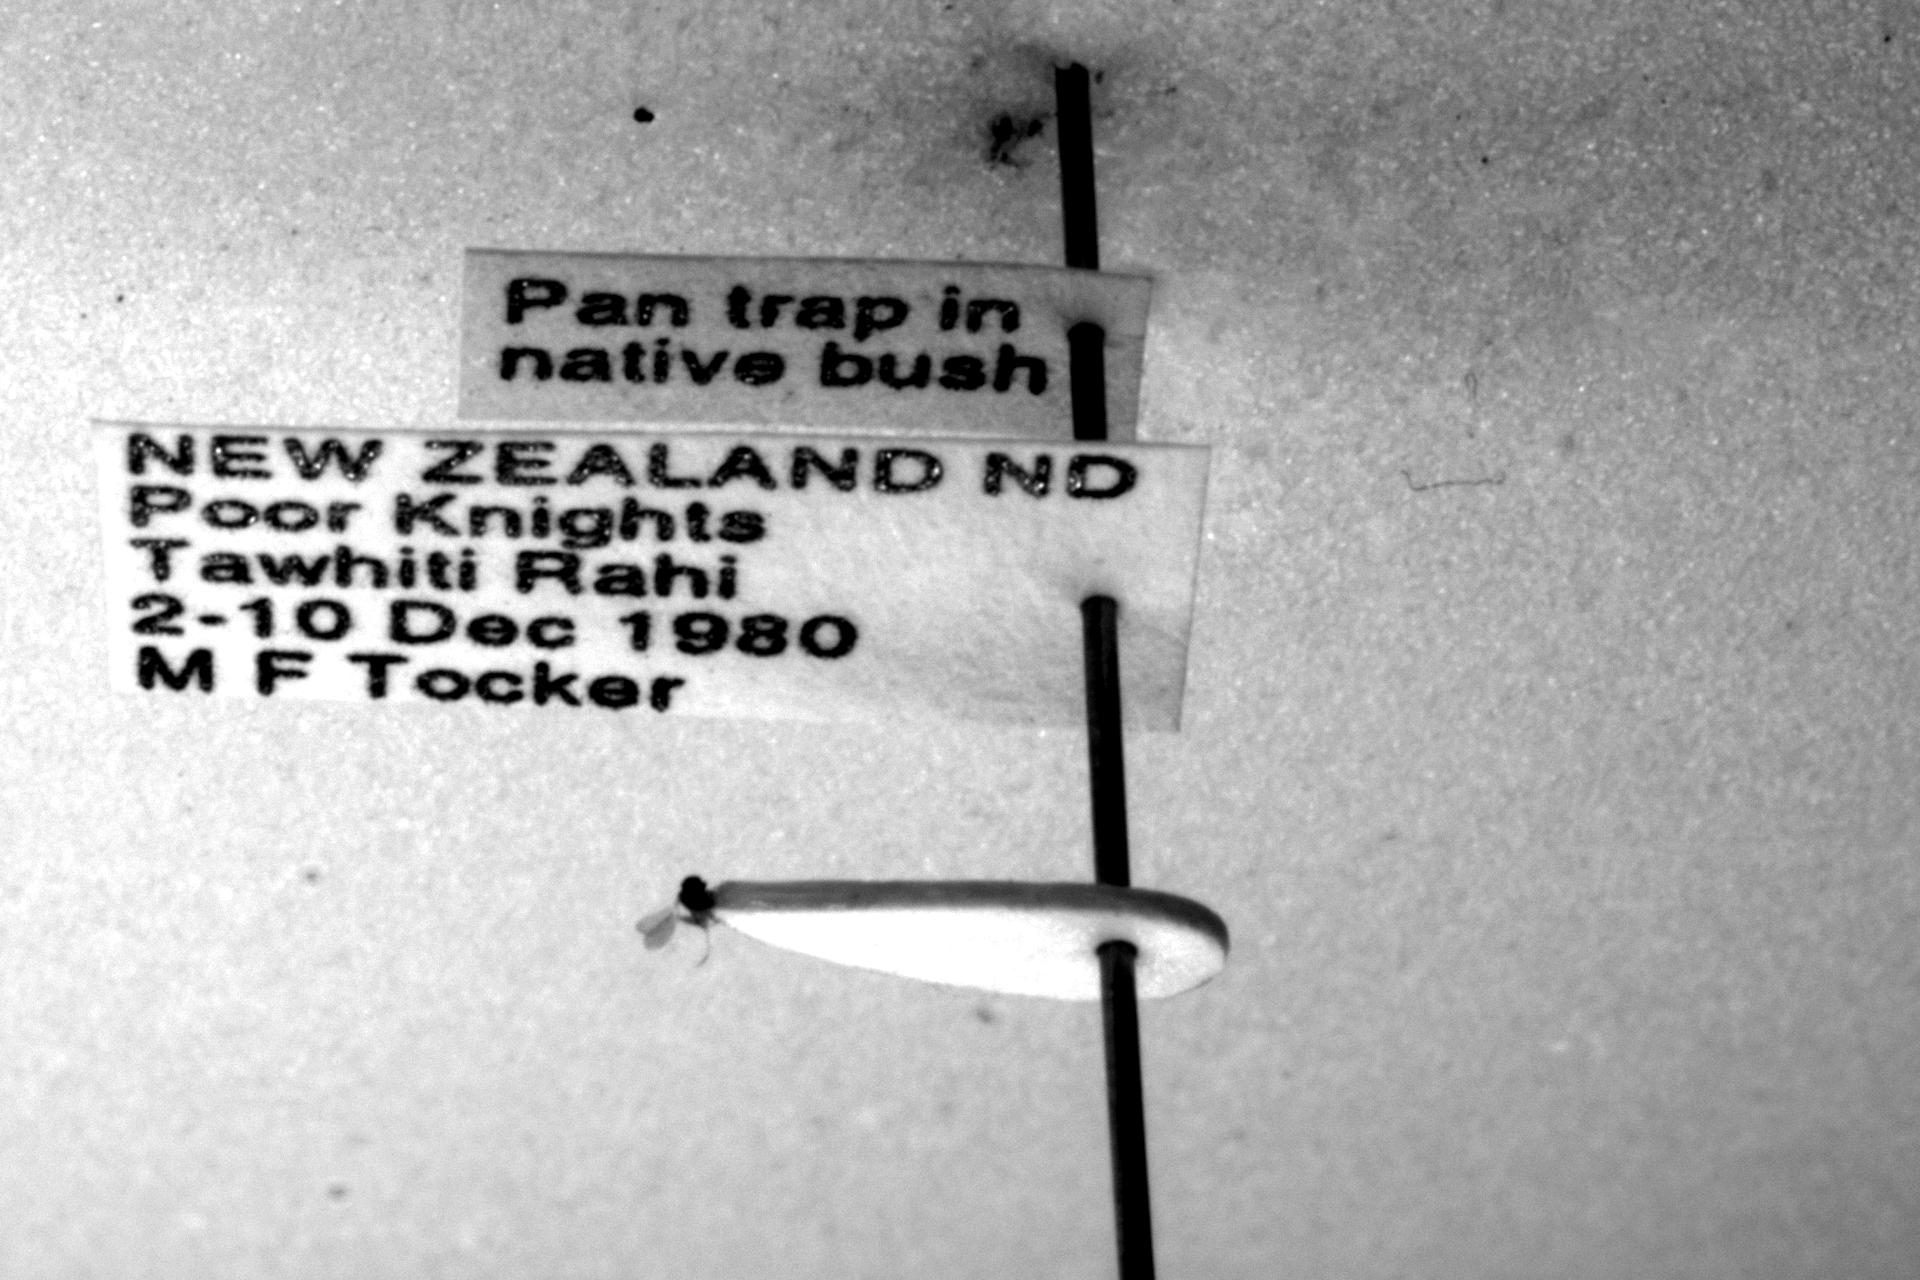 Pan trap in
native bush
NEW ZEALAND ND
Poor Knights
Tawhiti Rahi
2-10 Dec 1980
M F Tocker